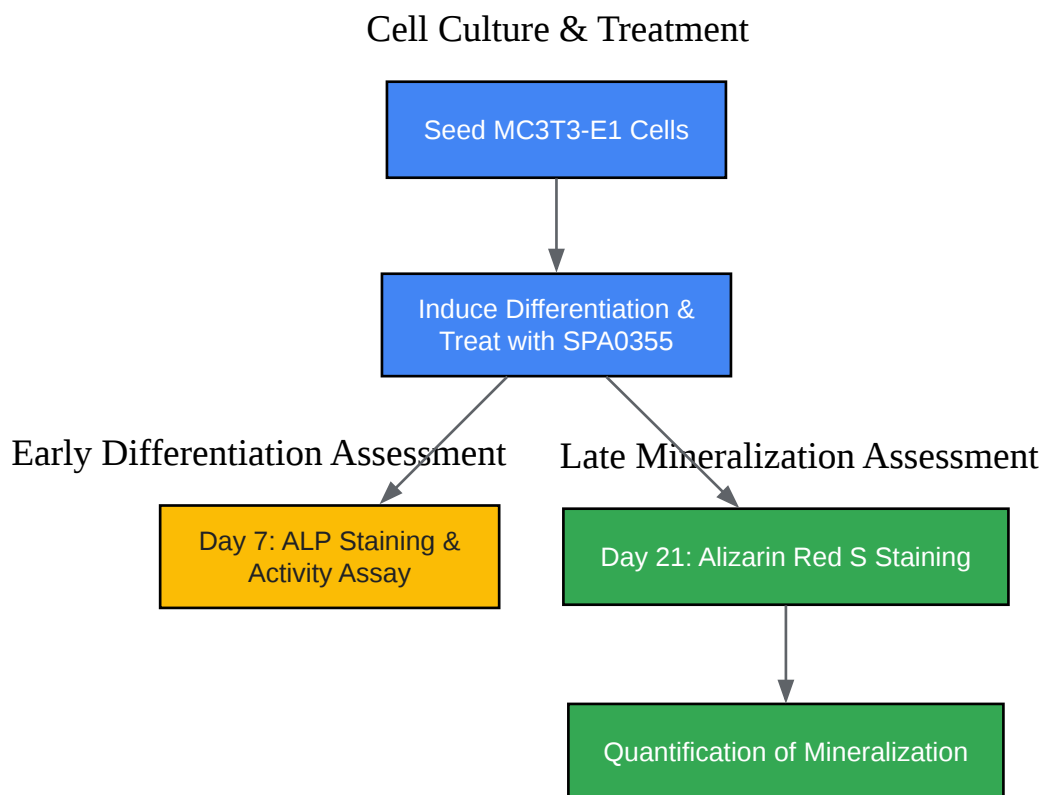 Cell Culture & Treatment
Seed MC3T3-E1 Cells
Induce Differentiation &
Treat with SPA0355
Early Differentiation Assessment
Late Mineralization Assessment
Day 7: ALP Staining &
Activity Assay
Day 21: Alizarin Red S Staining
Quantification of Mineralization